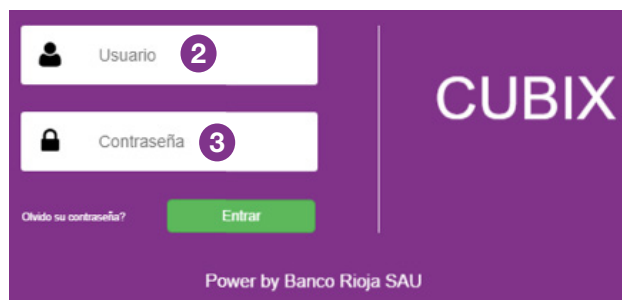 Usuario 2
Contraseña 3
Olvido su contraseña?
Entrar
CUBIX
Power by Banco Rioja SAU